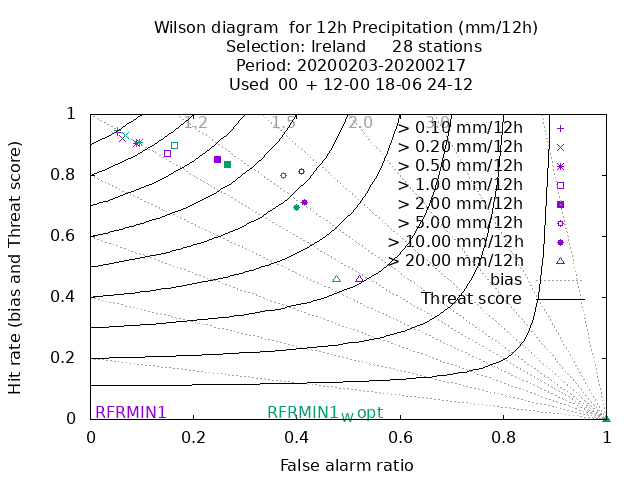 Wilson diagram  for 12h Precipitation (mm/12h)
Selection: Ireland     28 stations
Period: 20200203-20200217
Used  00 + 12-00 18-06 24-12
Hit rate (bias and Threat score)
1
0.8
0.6
0.4
0.2
0
1.2
1.5
2.0
3.0
> 0.10 mm/12h
> 0.20 mm/12h
> 0.50 mm/12h
> 1.00 mm/12h
> 2.00 mm/12h
> 5.00 mm/12h
> 10.00 mm/12h
> 20.00 mm/12h
bias
Threat score
RFRMIN1 RFRMIN1W opt
0 0.2 0.4 0.6 0.8 1
False alarm ratio